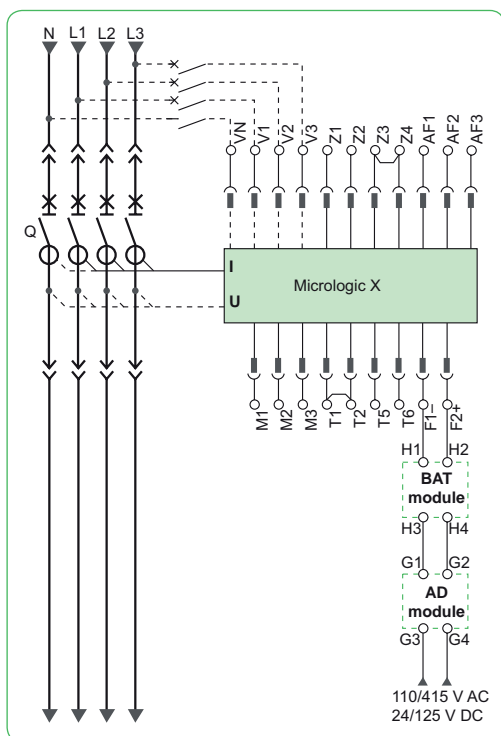 N L1 L2 L3
VN V1 V2 V3 Z1 Z2 Z3 Z4 AF1 AF2 AF3
Q
I
Micrologic X
U
M1 M2 M3 T1 T2 T5 T6 F1– F2+
H1 H2
BAT
module
H3 H4
G1 G2
AD
module
G3 G4
110/415 V AC
24/125 V DC